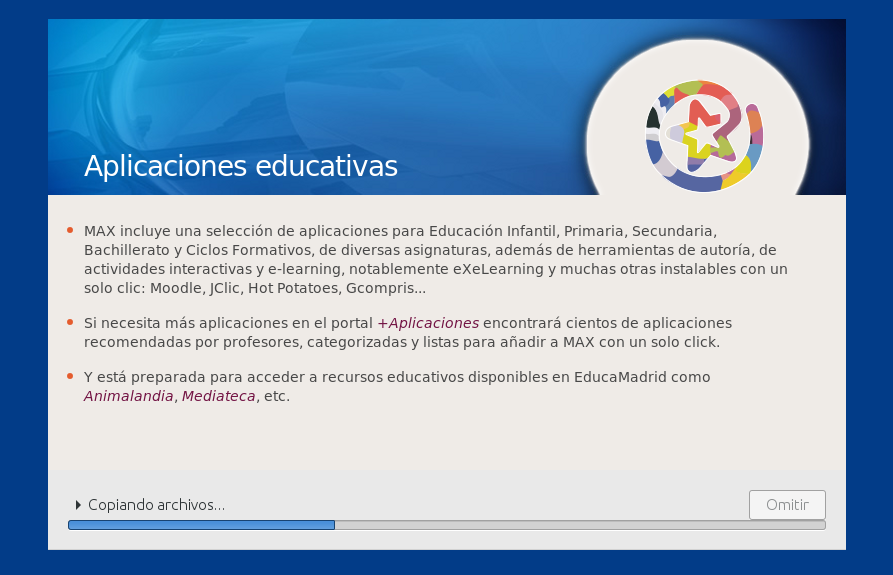 Aplicaciones educativas
MAX incluye una selección de aplicaciones para Educación Infantil, Primaria, Secundaria,
Bachillerato y Ciclos Formativos, de diversas asignaturas, además de herramientas de autoría, de
actividades interactivas y e-learning, notablemente eXeLearning y muchas otras instalables con un
solo clic: Moodle, JClic, Hot Potatoes, Gcompris...
Si necesita más aplicaciones en el portal +Aplicaciones encontrará cientos de aplicaciones
recomendadas por profesores, categorizadas y listas para añadir a MAX con un solo click.
Y está preparada para acceder a recursos educativos disponibles en EducaMadrid como
Animalandia, Mediateca, etc.
Copiando archivos...
Omitir